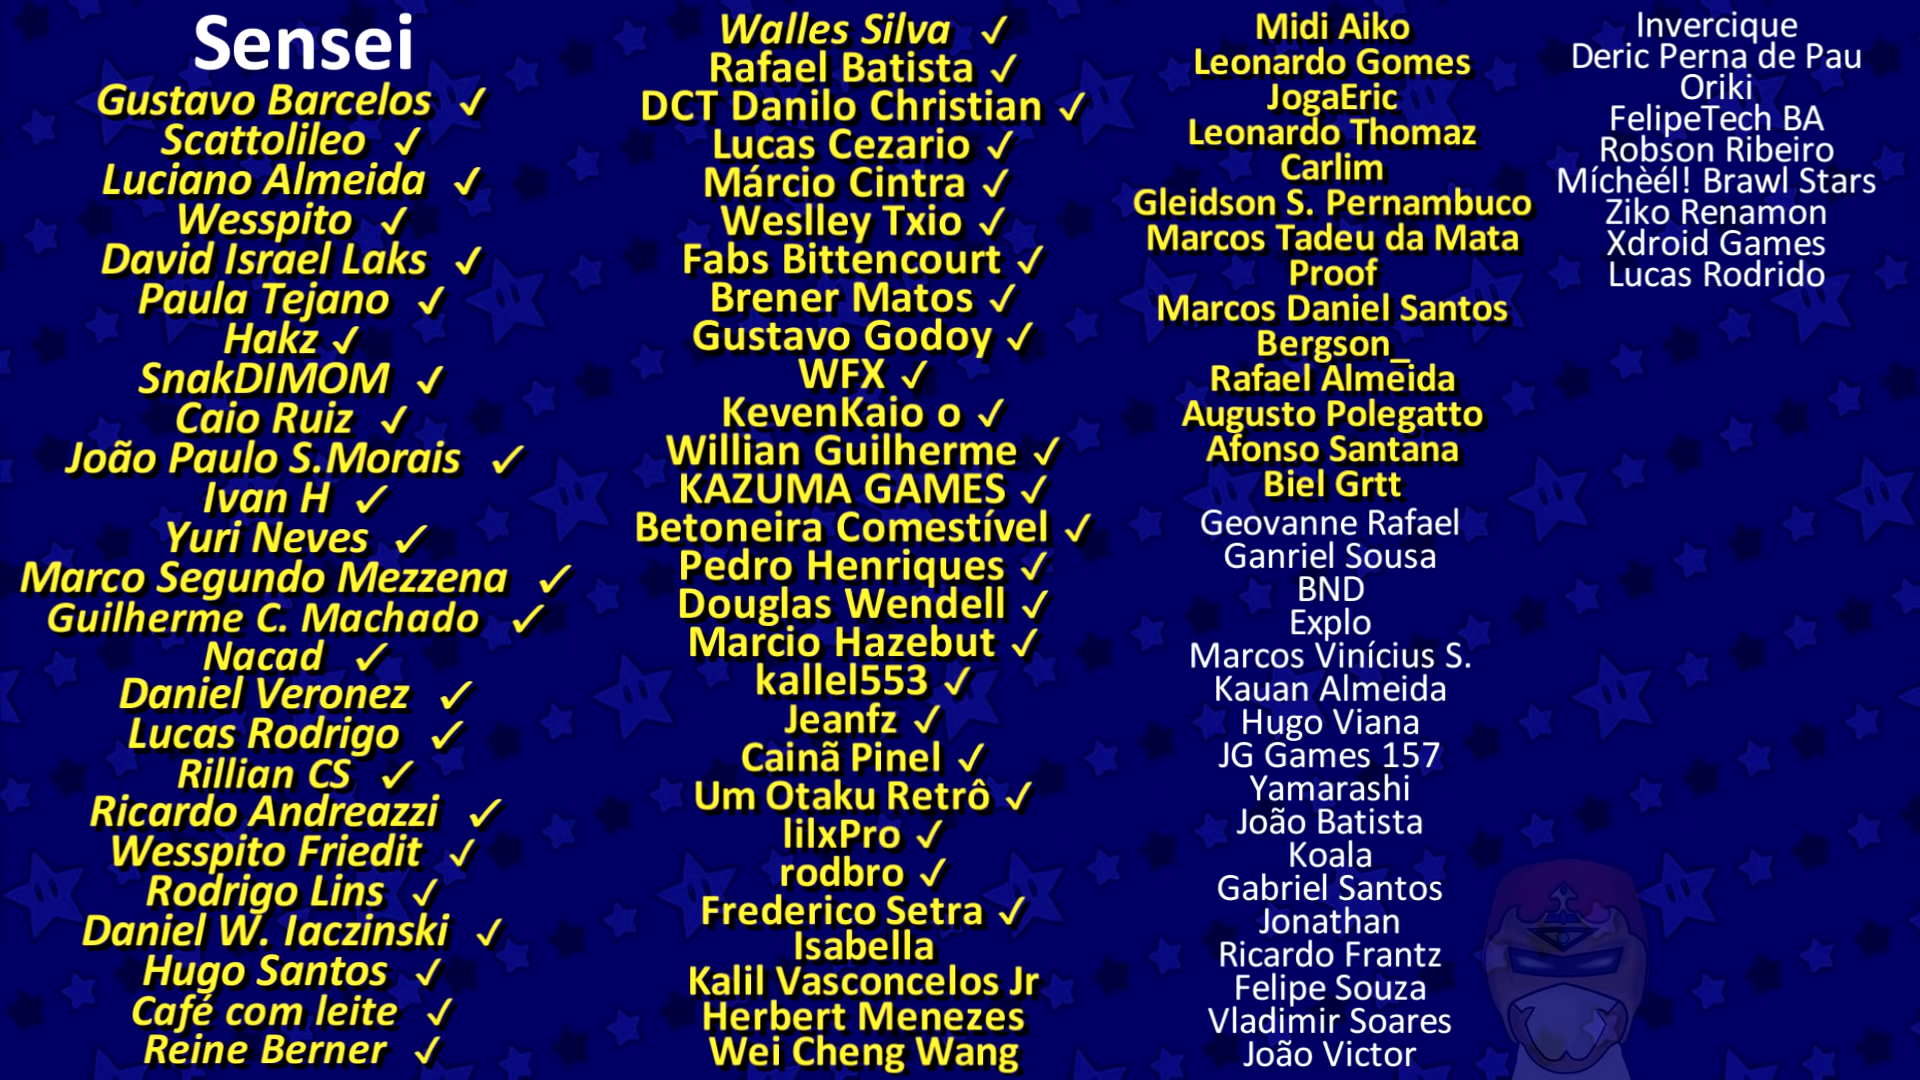 Sensei
Gustavo Barcelos ✓
Scattolileo ✓
Luciano Almeida ✓
Wesspito ✓
David Israel Laks ✓
Paula Tejano ✓
Hakz ✓
SnakDIMOM ✓
Caio Ruiz ✓
João Paulo S.Morais ✓
Ivan H ✓
Yuri Neves ✓
Marco Segundo Mezzena ✓
Guilherme C. Machado ✓
Nacad ✓
Daniel Veronez ✓
Lucas Rodrigo ✓
Rillian CS ✓
Ricardo Andreazzi ✓
Wesspito Friedit ✓
Rodrigo Lins ✓
Daniel W. Iaczinski ✓
Hugo Santos ✓
Café com leite ✓
Reine Berner ✓
Walles Silva ✓
Rafael Batista ✓
DCT Danilo Christian ✓
Lucas Cezario ✓
Márcio Cintra ✓
Weslley Txio ✓
Fabs Bittencourt ✓
Brener Matos ✓
Gustavo Godoy ✓
WFX ✓
KevenKaio o ✓
Willian Guilherme ✓
KAZUMA GAMES ✓
Betoneira Comestível ✓
Pedro Henriques ✓
Douglas Wendell ✓
Marcio Hazebut ✓
kallel553 ✓
Jeanfz ✓
Cainã Pinel ✓
Um Otaku Retrô ✓
lilxPro ✓
rodbro ✓
Frederico Setra ✓
Isabella
Kalil Vasconcelos Jr
Herbert Menezes
Wei Cheng Wang
Midi Aiko
Leonardo Gomes
JogaEric
Leonardo Thomaz
Carlim
Gleidson S. Pernambuco
Marcos Tadeu da Mata
Proof
Marcos Daniel Santos
Bergson_
Rafael Almeida
Augusto Polegatto
Afonso Santana
Biel Grtt
Geovanne Rafael
Ganriel Sousa
BND
Explo
Marcos Vinícius S.
Kauan Almeida
Hugo Viana
JG Games 157
Yamarashi
João Batista
Koala
Gabriel Santos
Jonathan
Ricardo Frantz
Felipe Souza
Vladimir Soares
João Victor
Invercique
Deric Perna de Pau
Oriki
FelipeTech BA
Robson Ribeiro
Míchèél! Brawl Stars
Ziko Renamon
Xdroid Games
Lucas Rodrido